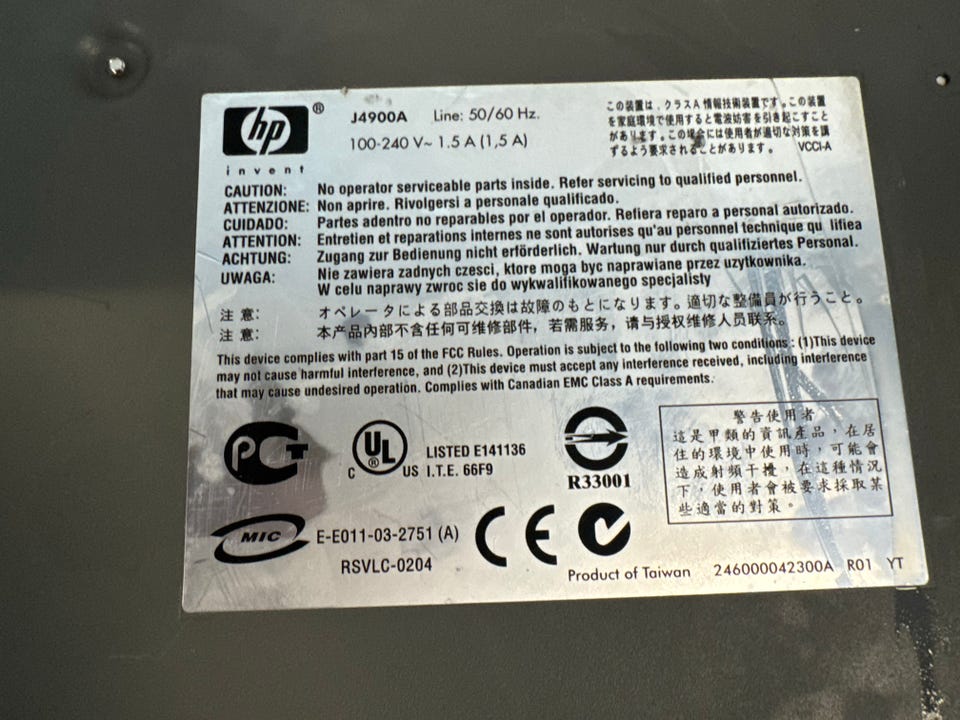 hp ®
invent
J4900A Line: 50/60 Hz.
100-240 V~ 1.5 A (1,5 A)
この装置は、クラスA 情報技術装置です。この装置
を家庭環境で使用すると電波妨害を引き起こすこと
があります。この場合には使用者が適切な対策を講
ずるよう要求されることがあります。 VCCI-A
CAUTION: No operator serviceable parts inside. Refer servicing to qualified personnel.
ATTENZIONE: Non aprire. Rivolgersi a personale qualificado.
CUIDADO: Partes adentro no reparables por el operador. Refiera reparo a personal autorizado.
ATTENTION: Entretien et reparations internes ne sont autorises qu'au personnel technique qu lifiea
ACHTUNG: Zugang zur Bedienung nicht erförderlich. Wartung nur durch qualifiziertes Personal.
UWAGA: Nie zawiera zadnych czesci, ktore moga byc naprawiane przez uzytkownika.
W celu naprawy zwroc sie do wykwalifikowanego specjalisty
注 意: オペレータによる部品交換は故障のもとになります。適切な整備員が行うこと。
注 意: 本产品内部不含任何可维修部件，若需服务，请与授权维修人员联系。
This device complies with part 15 of the FCC Rules. Operation is subject to the following two conditions : (1)This device
may not cause harmful interference, and (2)This device must accept any interference received, including interference
that may cause undesired operation. Complies with Canadian EMC Class A requirements.
PCT
C UL ® US
LISTED E141136
I.T.E. 66F9
R33001
警告使用者
這是甲類的資訊產品，在居
住的環境中使用時，可能會
造成射頻干擾，在這種情況
下，使用者會被要求採取某
些適當的對策。
MIC E-E011-03-2751 (A)
RSVLC-0204
CE
Product of Taiwan 246000042300A R01 YT